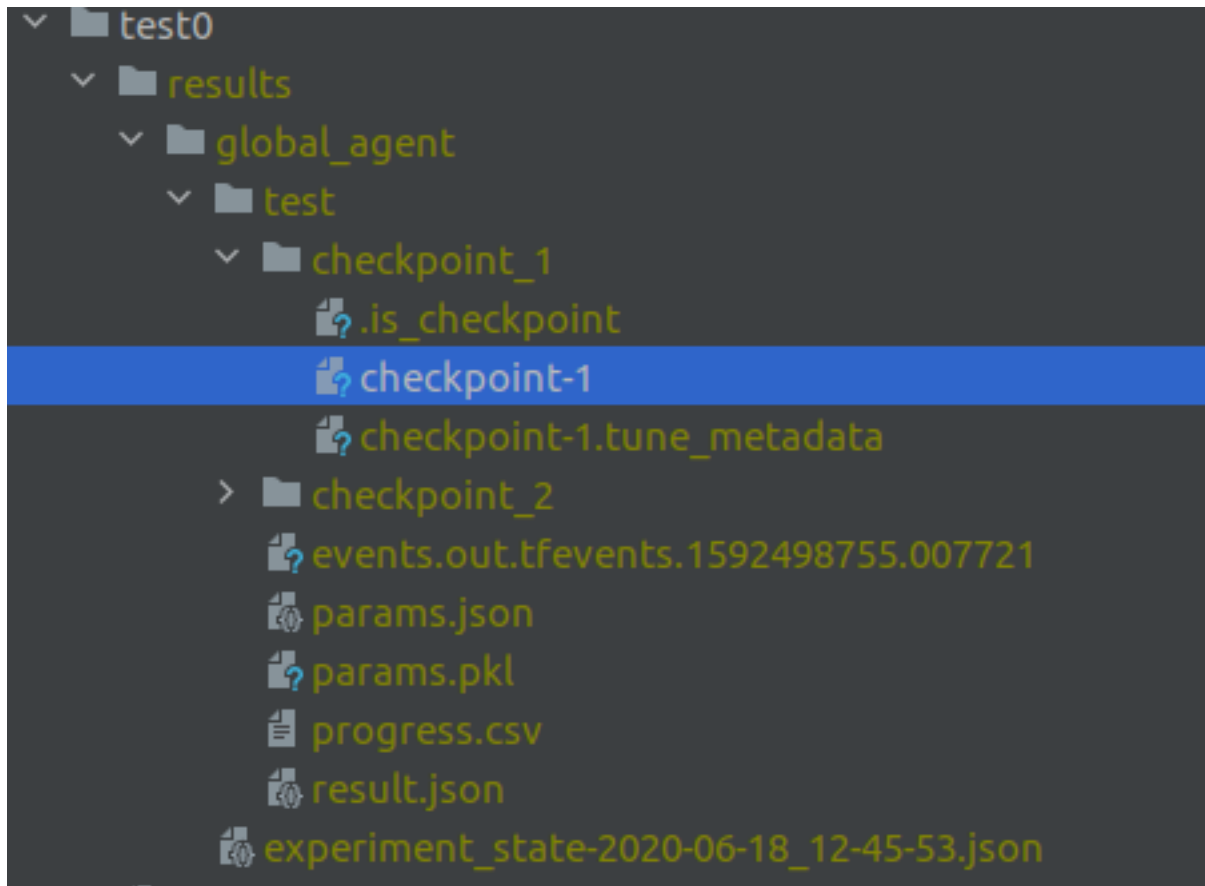 test0
results
global_agent
test
checkpoint_1
.is_checkpoint
checkpoint-1
checkpoint-1.tune_metadata
checkpoint_2
events.out.tfevents.1592498755.007721
params.json
params.pkl
progress.csv
result.json
experiment_state-2020-06-18_12-45-53.json